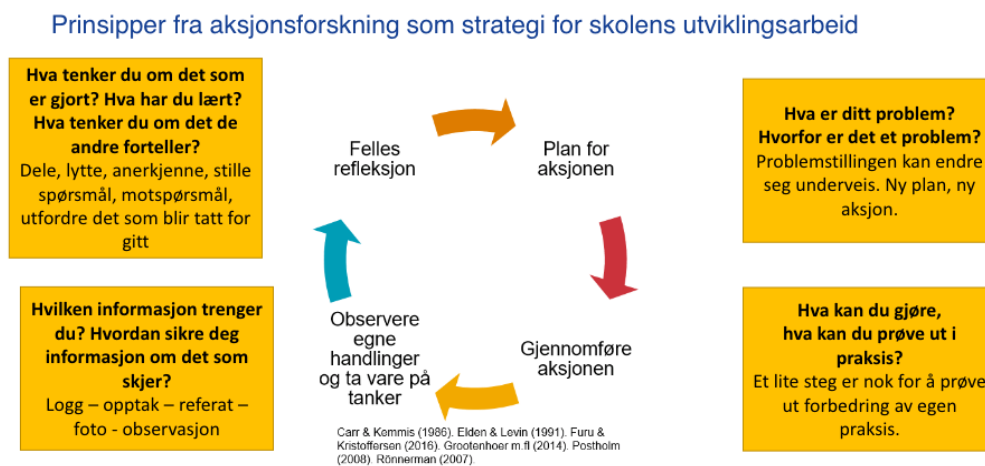 Prinsipper fra aksjonsforskning som strategi for skolens utviklingsarbeid
Hva tenker du om det som
er gjort? Hva har du lært?
Hva tenker du om det de
andre forteller?
Dele, lytte, anerkjenne, stille
spørsmål, motspørsmål,
utfordre det som blir tatt for
gitt
Felles
refleksjon
Plan for
aksjonen
Hva er ditt problem?
Hvorfor er det et problem?
Problemstillingen kan endre
seg underveis. Ny plan, ny
aksjon.
Hvilken informasjon trenger
du? Hvordan sikre deg
informasjon om det som
skjer?
Logg – opptak – referat –
foto - observasjon
Observere
egne
handlinger
og ta vare på
tanker
Gjennomføre
aksjonen
Hva kan du gjøre,
hva kan du prøve ut i
praksis?
Et lite steg er nok for å prøve
ut forbedring av egen
praksis.
Carr & Kemmis (1986). Elden & Levin (1991). Furu &
Kristoffersen (2016). Grootenhoer m.fl (2014). Postholm
(2008). Rönnerman (2007).